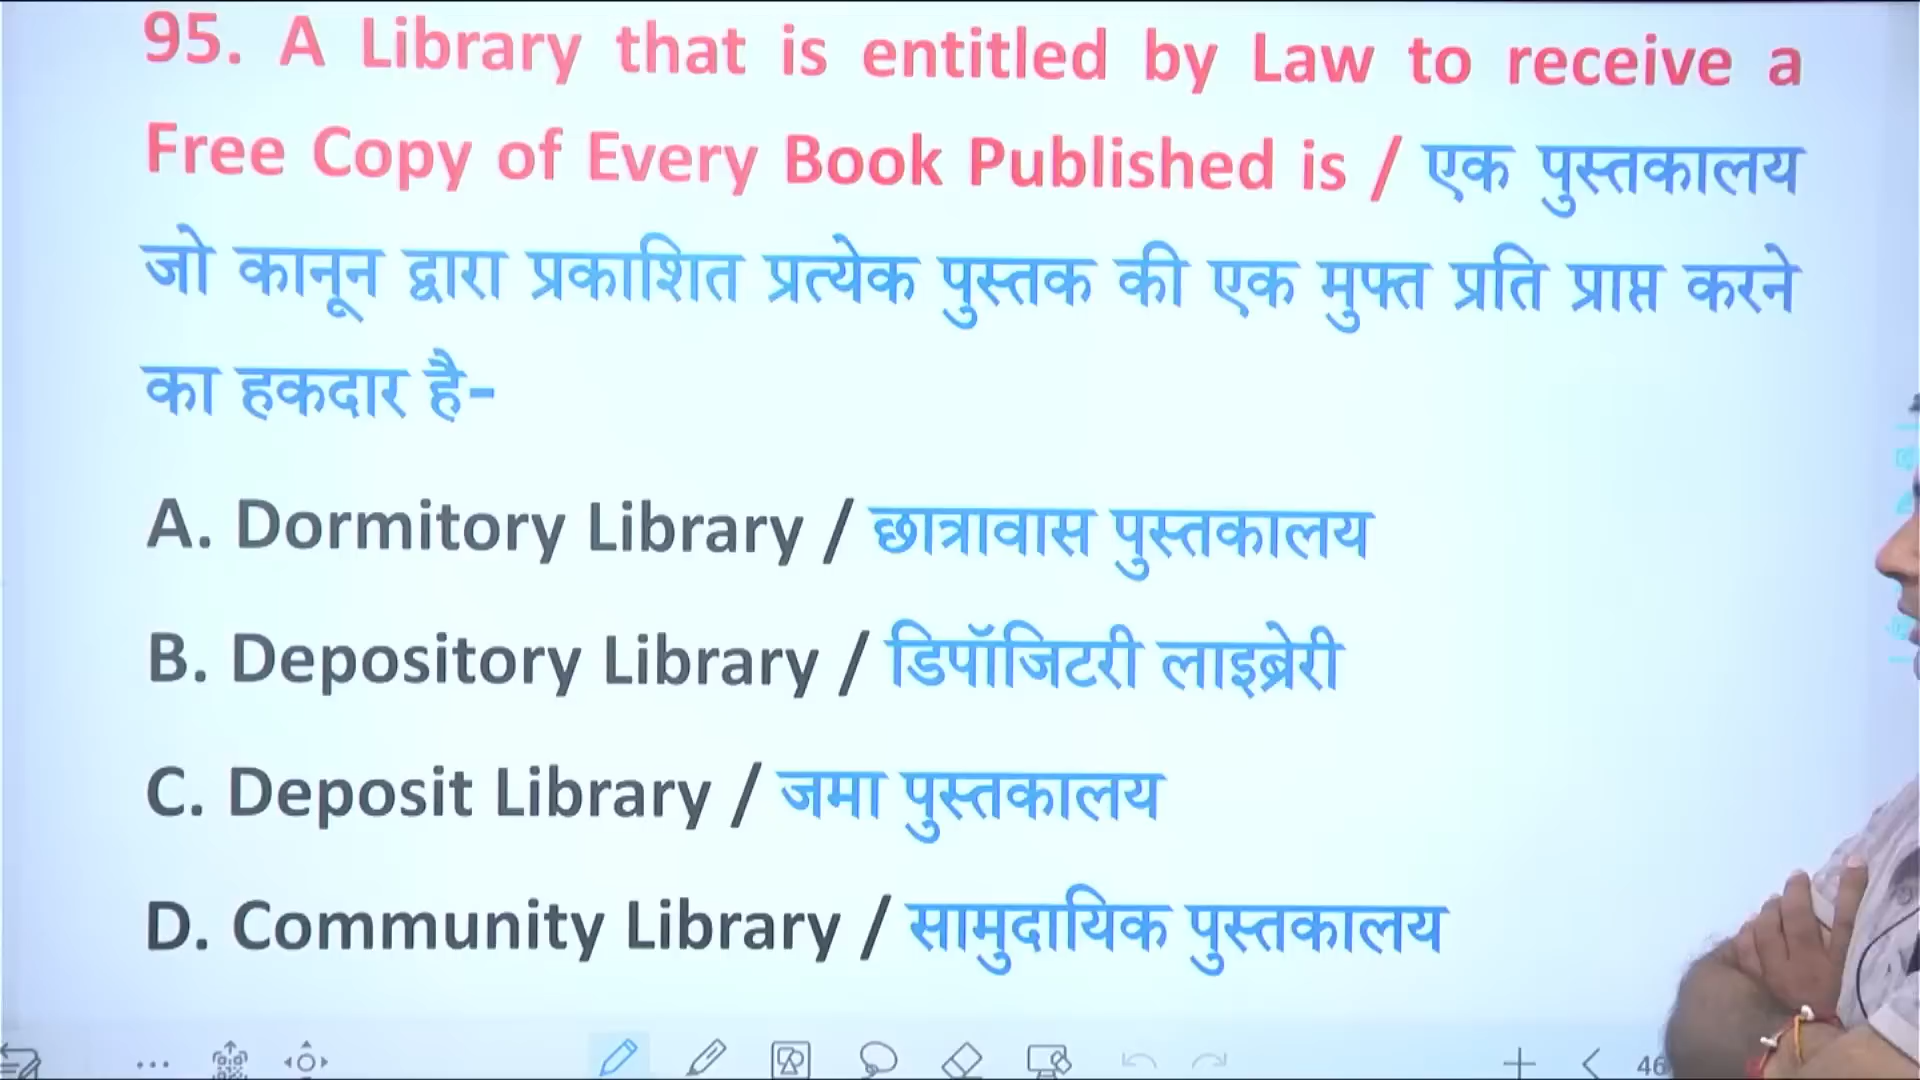 95. A Library that is entitled by Law to receive a
Free Copy of Every Book Published is / एक पुस्तकालय
जो कानून द्वारा प्रकाशित प्रत्येक पुस्तक की एक मुफ्त प्रति प्राप्त करने
का हकदार है-
A. Dormitory Library / छात्रावास पुस्तकालय
B. Depository Library / डिपॉजिटरी लाइब्रेरी
C. Deposit Library / जमा पुस्तकालय
D. Community Library / सामुदायिक पुस्तकालय
46